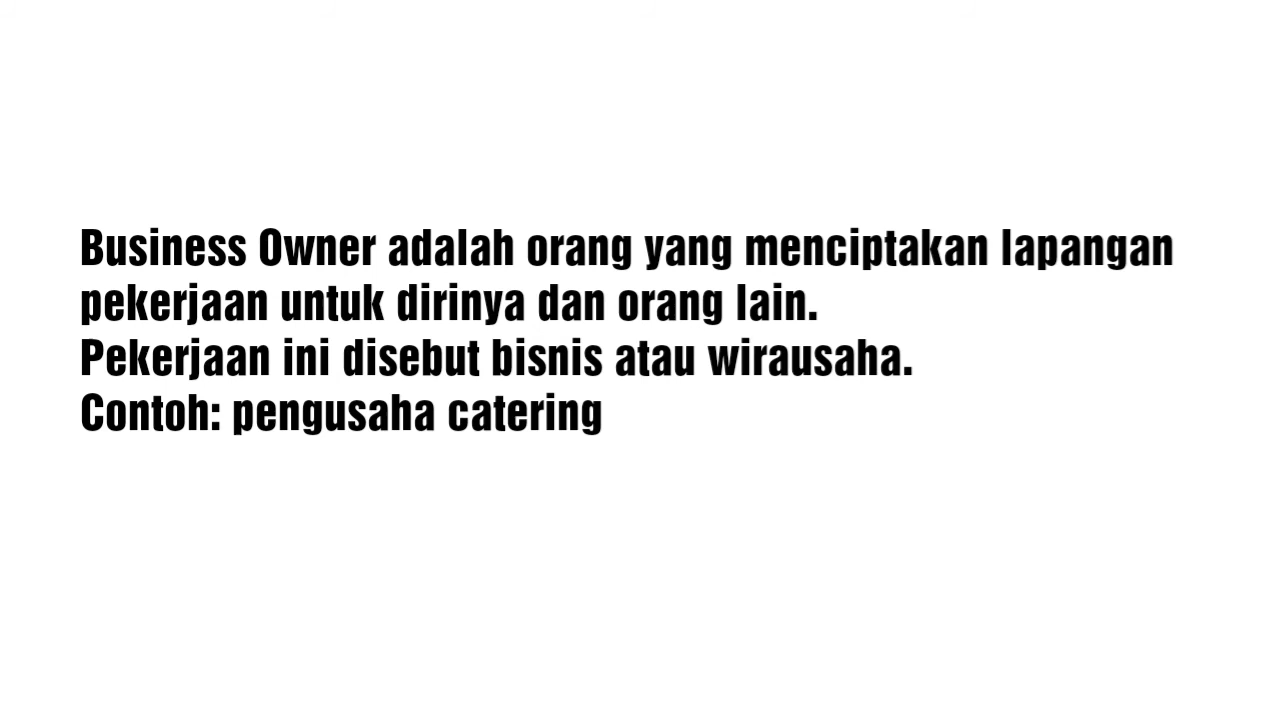 Business Owner adalah orang yang menciptakan lapangan
pekerjaan untuk dirinya dan orang lain.
Pekerjaan ini disebut bisnis atau wirausaha.
Contoh: pengusaha catering